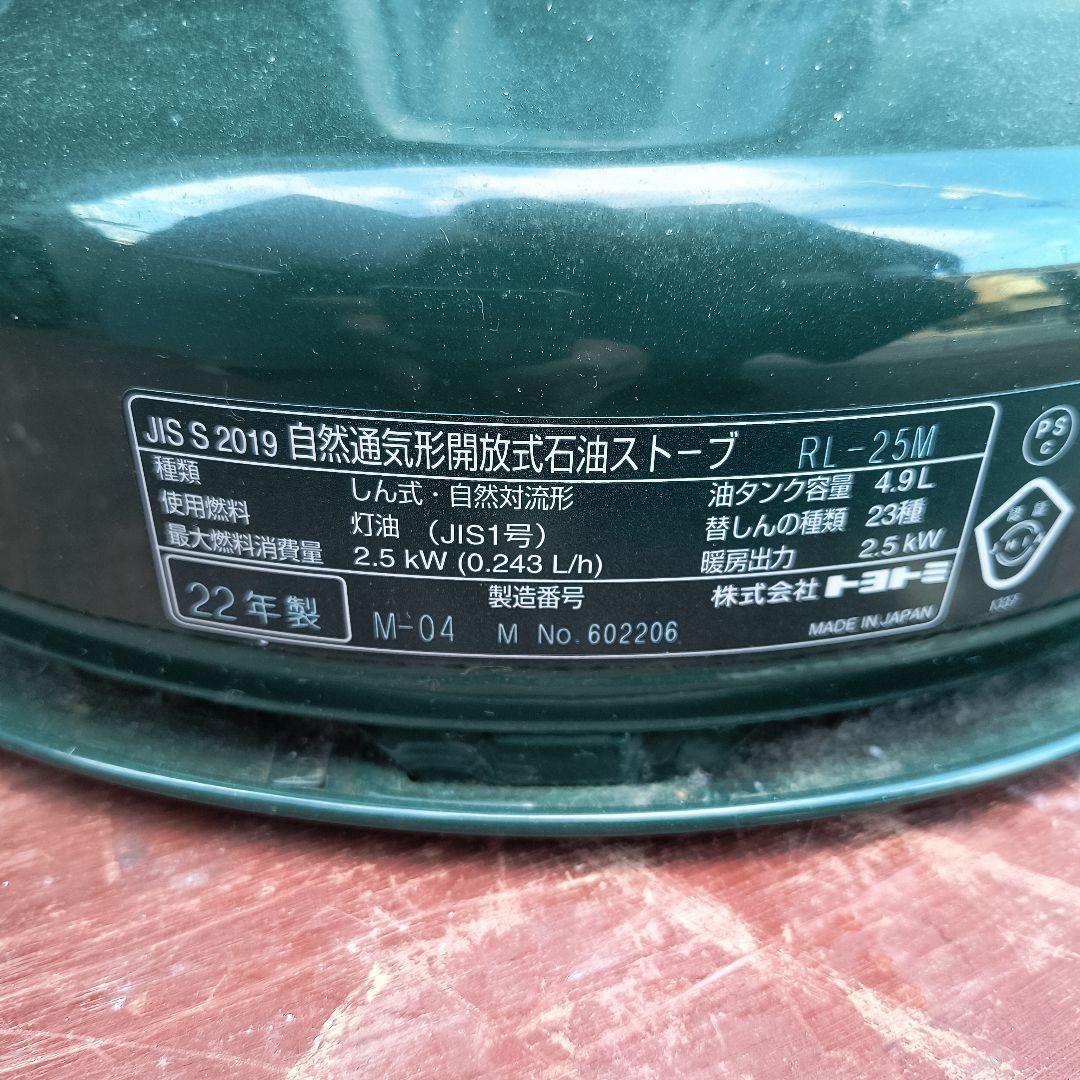 JIS S 2019 自然通気形開放式石油ストーブ RL-25M
種類 しん式・自然対流形 油タンク容量 4.9L
使用燃料 灯油 (JIS1号) 替しんの種類 23種
最大燃料消費量 2.5 kW (0.243 L/h) 暖房出力 2.5 kW
22年製 製造番号 株式会社トヨトミ
M-04 M No. 602206 MADE IN JAPAN
PS
C